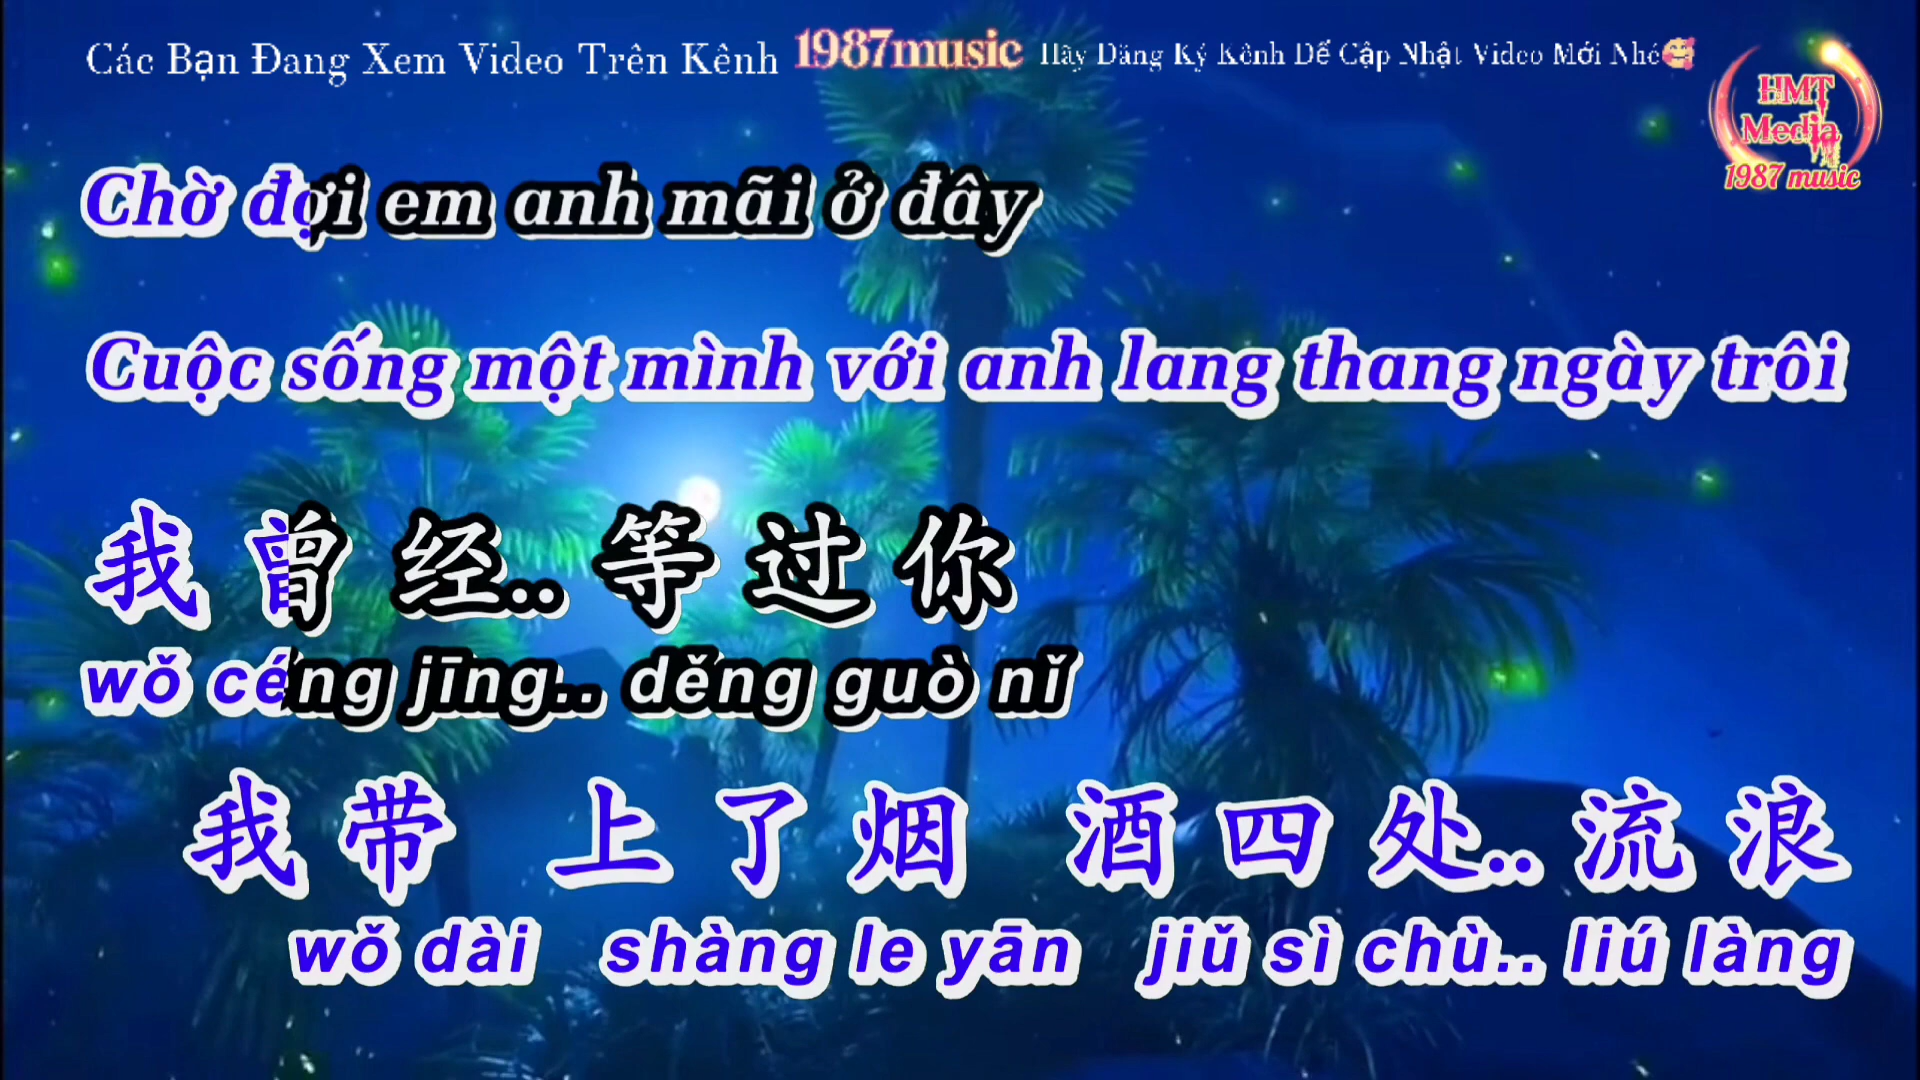 Các Bạn Đang Xem Video Trên Kênh 1987music Hãy Đăng Ký Kênh Để Cập Nhật Video Mới Nhé🥰
HMT
Media
1987 music
Chờ đợi em anh mãi ở đây
Cuộc sống một mình với anh lang thang ngày trôi
我 曾 经.. 等 过 你
wǒ céng jīng.. děng guò nǐ
我 带 上 了 烟 酒 四 处.. 流 浪
wǒ dài shàng le yān jiǔ sì chù.. liú làng